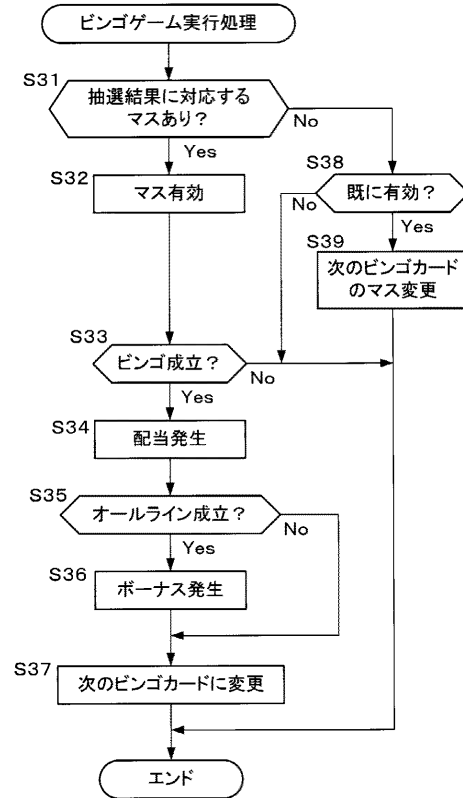 ビンゴゲーム実行処理
S31
抽選結果に対応する
マスあり?
No
Yes
S32
マス有効
S38
既に有効?
No
Yes
S39
次のビンゴカード
のマス変更
S33
ビンゴ成立?
No
Yes
S34
配当発生
S35
オールライン成立?
No
Yes
S36
ボーナス発生
S37
次のビンゴカードに変更
エンド